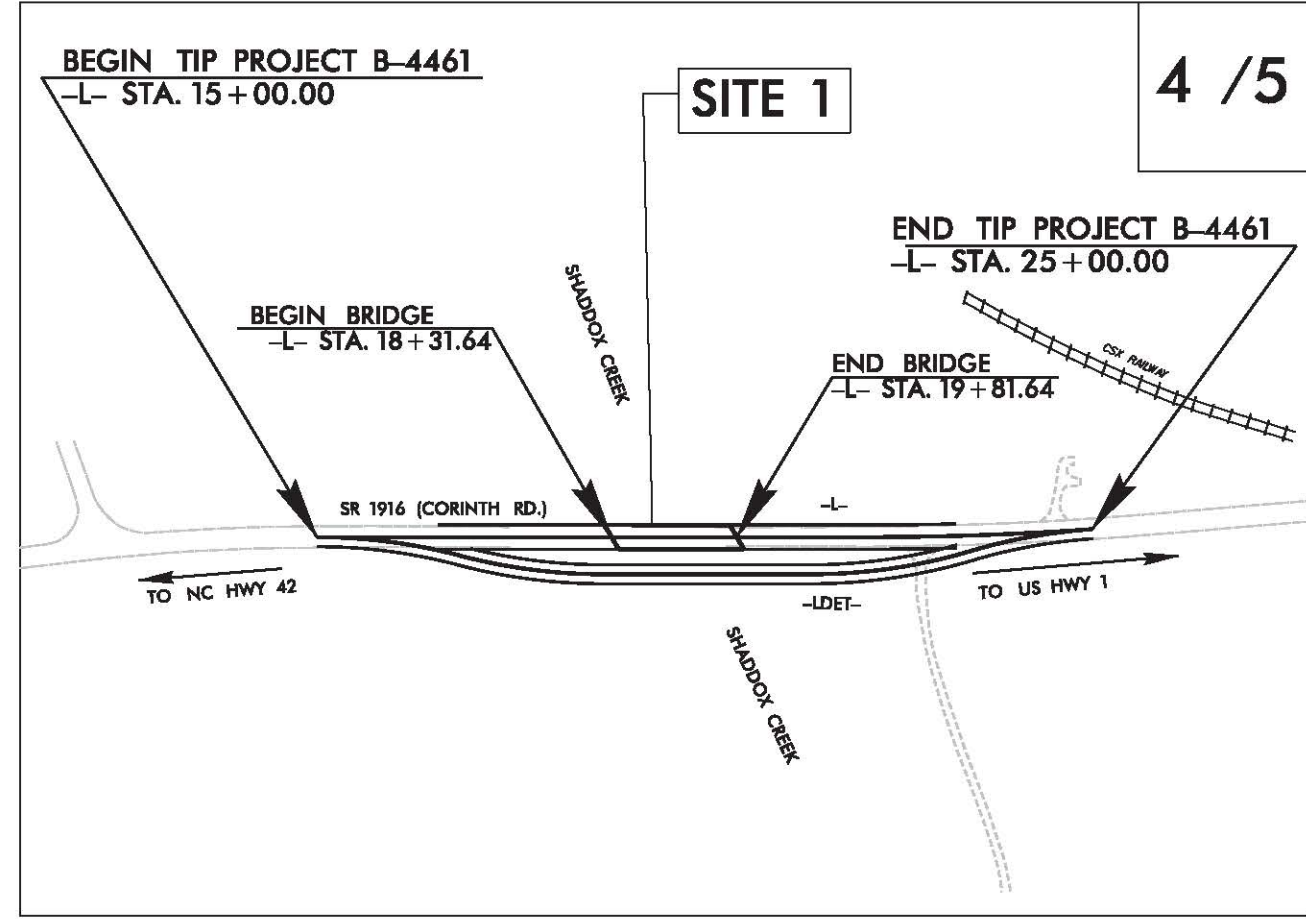 BEGIN TIP PROJECT B-4461
-L- STA. 15+00.00
SITE 1
4 /5
END TIP PROJECT B-4461
-L- STA. 25+00.00
SHADDOX CREEK
BEGIN BRIDGE
-L- STA. 18+31.64
CSX RAILWAY
END BRIDGE
-L- STA. 19+81.64
SR 1916 (CORINTH RD.)
-L-
TO NC HWY 42
-LDET-
TO US HWY 1
SHADDOX CREEK